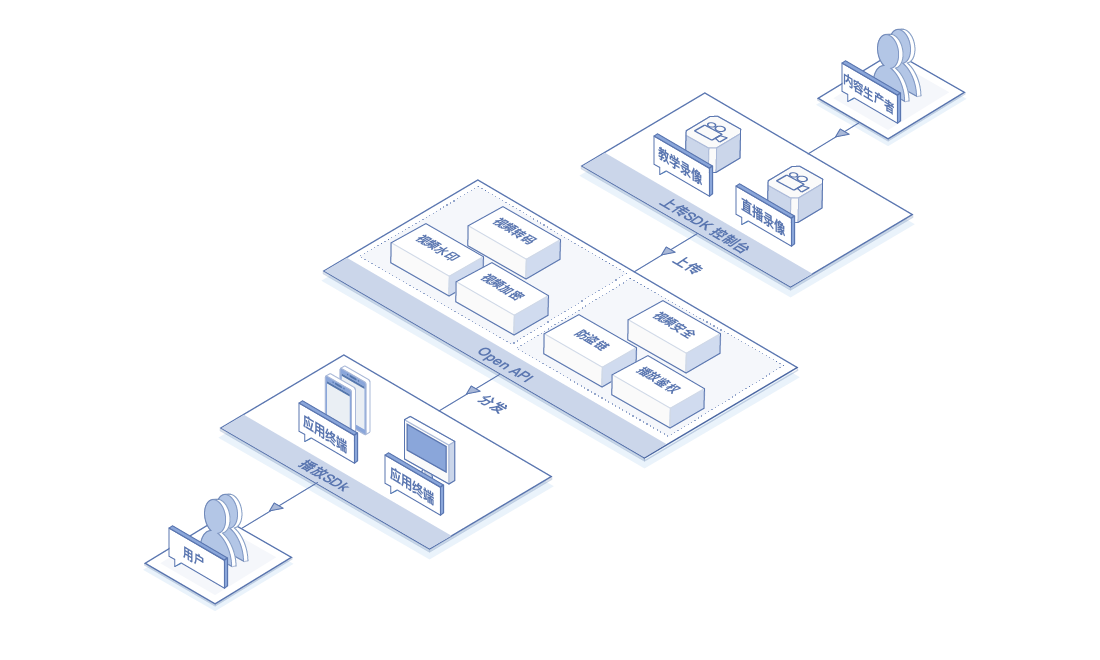 内容生产者
教学录像
直播录像
上传SDK 控制台
上传
视频转码
视频水印
视频加密
视频安全
防盗链
播放鉴权
Open API
分发
应用终端
应用终端
播放SDk
用户